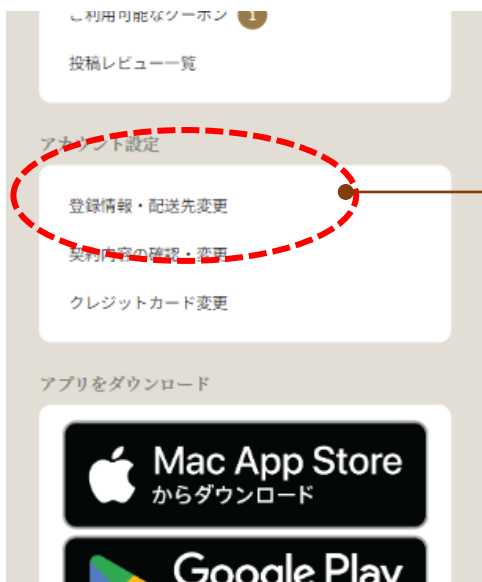 ご利用可能なクーポン 1
投稿レビュー一覧
アカウント設定
登録情報・配送先変更
契約内容の確認・変更
クレジットカード変更
アプリをダウンロード
Mac App Store
からダウンロード
Google Play